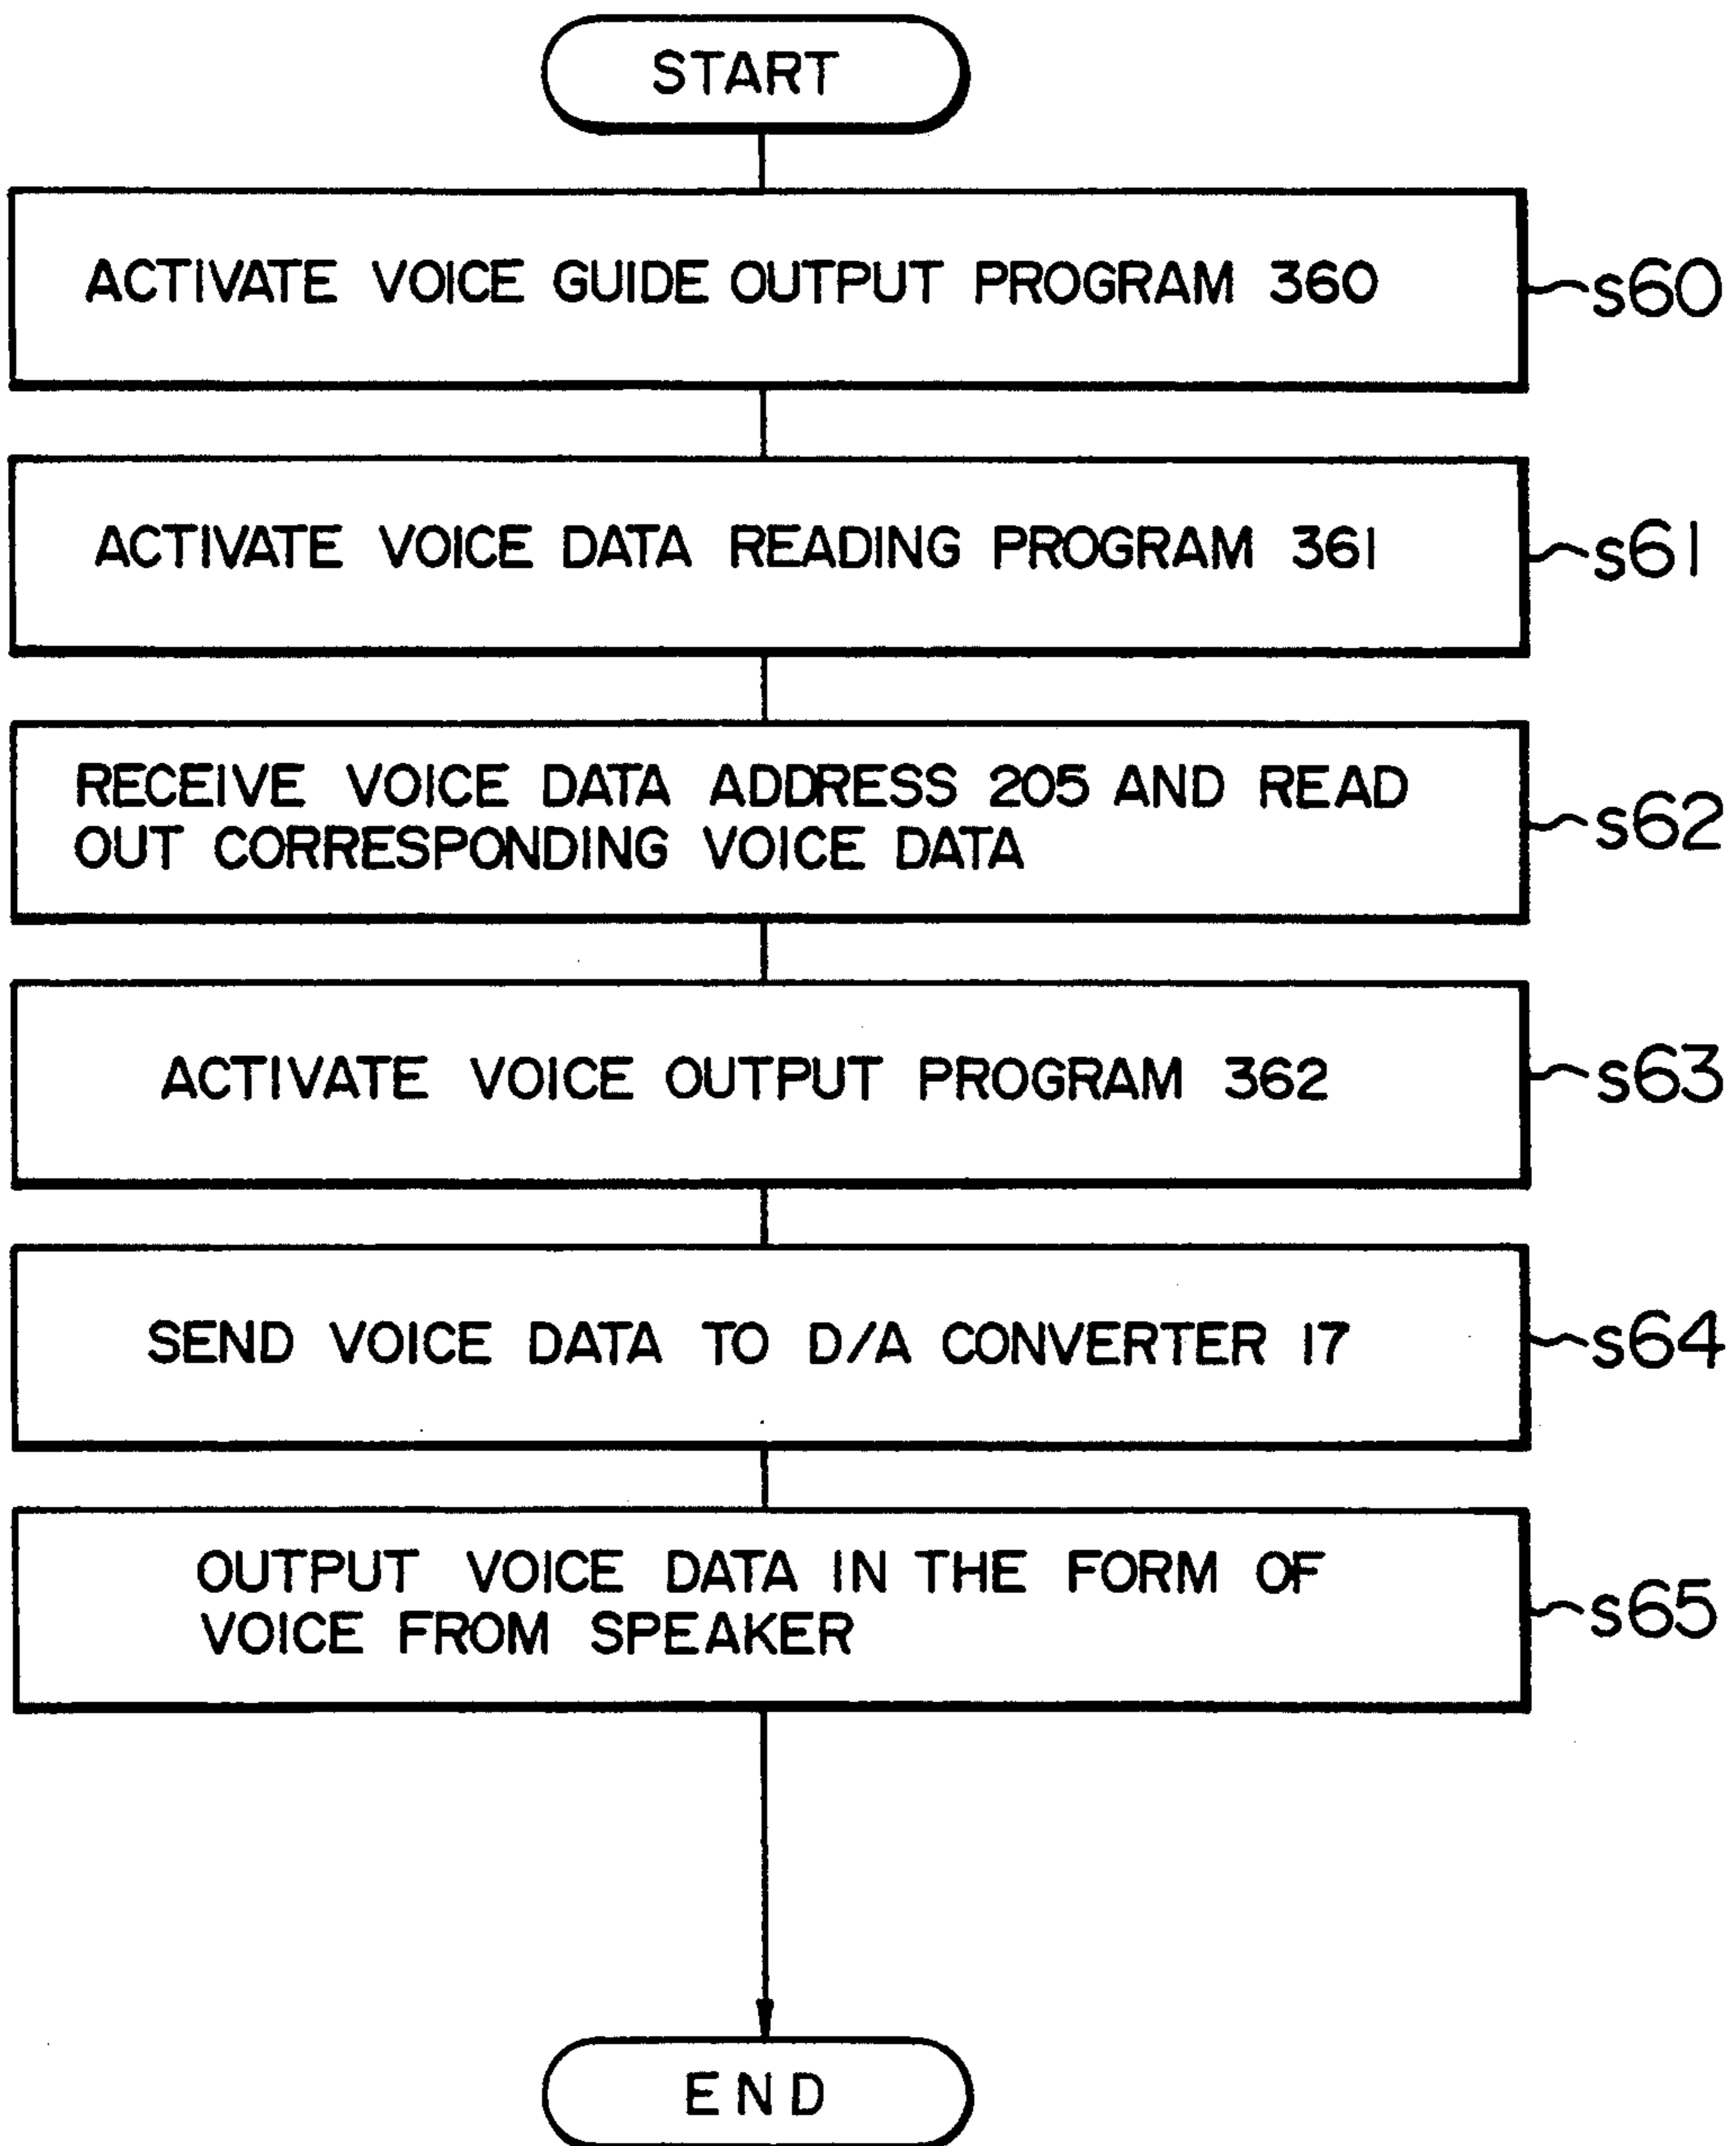 START
ACTIVATE VOICE GUIDE OUTPUT PROGRAM 360
s60
ACTIVATE VOICE DATA READING PROGRAM 361
s61
RECEIVE VOICE DATA ADDRESS 205 AND READ
OUT CORRESPONDING VOICE DATA
s62
ACTIVATE VOICE OUTPUT PROGRAM 362
s63
SEND VOICE DATA TO D/A CONVERTER 17
s64
OUTPUT VOICE DATA IN THE FORM OF
VOICE FROM SPEAKER
s65
END